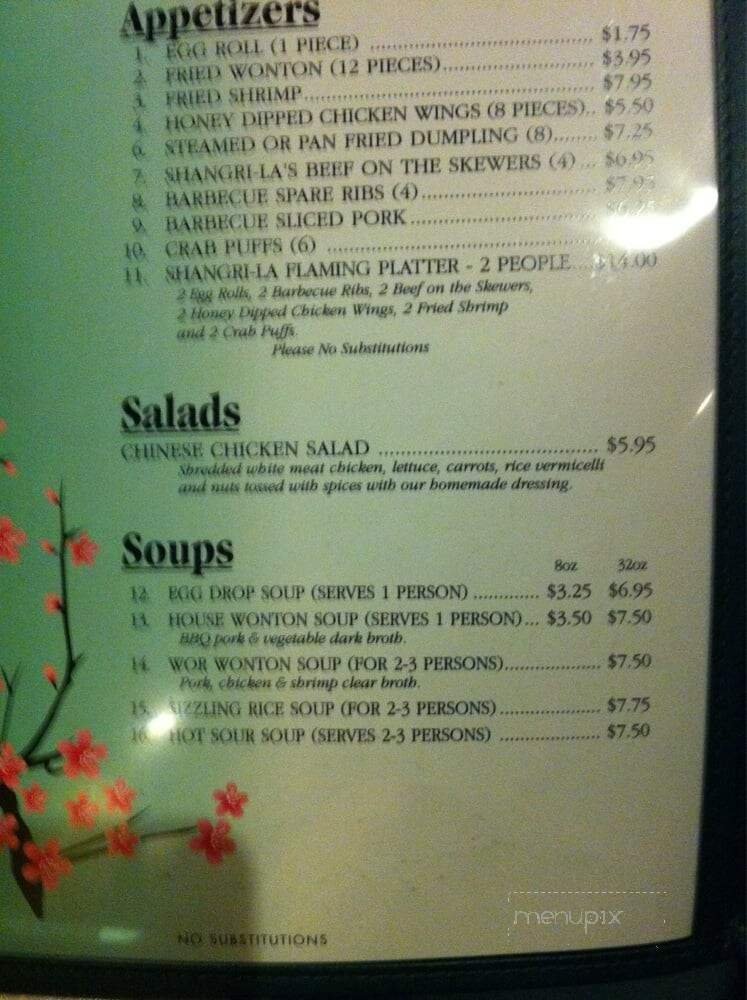 Appetizers
1. EGG ROLL (1 PIECE) $1.75
2. FRIED WONTON (12 PIECES) $3.95
3. FRIED SHRIMP $7.95
4. HONEY DIPPED CHICKEN WINGS (8 PIECES) $5.50
6. STEAMED OR PAN FRIED DUMPLING (8) $7.25
7. SHANGRI-LA'S BEEF ON THE SKEWERS (4) $6.95
8. BARBECUE SPARE RIBS (4) $7.95
9. BARBECUE SLICED PORK
10. CRAB PUFFS (6)
11. SHANGRI-LA FLAMING PLATTER - 2 PEOPLE $14.00
2 Egg Rolls, 2 Barbecue Ribs, 2 Beef on the Skewers,
2 Honey Dipped Chicken Wings, 2 Fried Shrimp
and 2 Crab Puffs.
Please No Substitutions
Salads
CHINESE CHICKEN SALAD $5.95
Shredded white meat chicken, lettuce, carrots, rice vermicelli
and nuts tossed with spices with our homemade dressing.
Soups
8oz 32oz
12. EGG DROP SOUP (SERVES 1 PERSON) $3.25 $6.95
13. HOUSE WONTON SOUP (SERVES 1 PERSON) $3.50 $7.50
BBQ pork & vegetable dark broth.
14. WOR WONTON SOUP (FOR 2-3 PERSONS) $7.50
Pork, chicken & shrimp clear broth.
15. SIZZLING RICE SOUP (FOR 2-3 PERSONS) $7.75
16. HOT SOUR SOUP (SERVES 2-3 PERSONS) $7.50
NO SUBSTITUTIONS
menupix